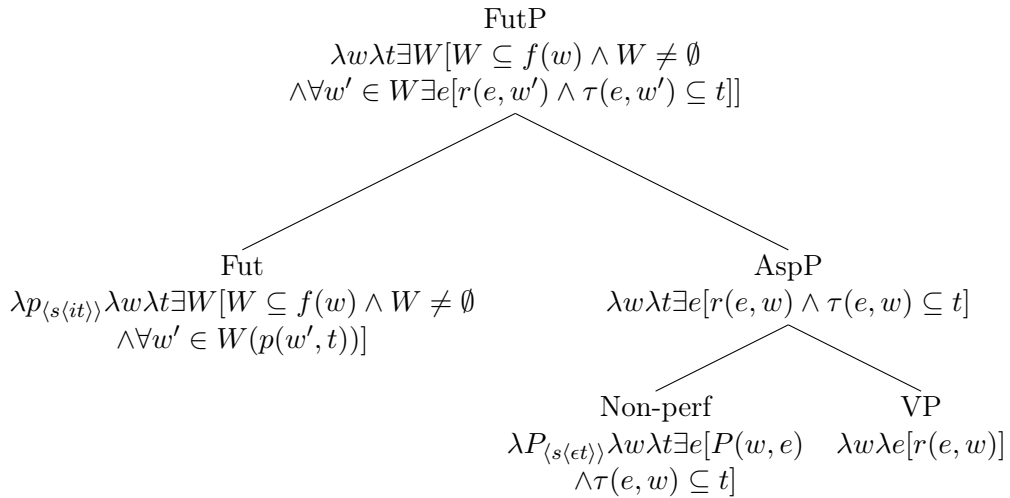 FutP
λwλt∃W[W ⊆ f(w) ∧ W ≠ ∅
∧∀w′ ∈ W∃e[r(e, w′) ∧ τ(e, w′) ⊆ t]]
Fut
λp⟨s⟨it⟩⟩λwλt∃W[W ⊆ f(w) ∧ W ≠ ∅
∧∀w′ ∈ W(p(w′, t))]
AspP
λwλt∃e[r(e, w) ∧ τ(e, w) ⊆ t]
Non-perf
λP⟨s⟨ϵt⟩⟩λwλt∃e[P(w, e)
∧τ(e, w) ⊆ t]
VP
λwλe[r(e, w)]